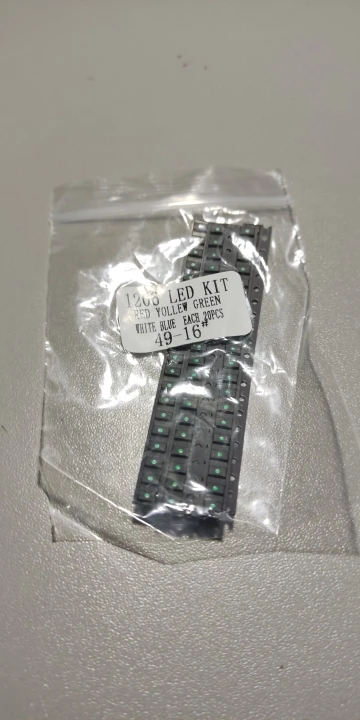 1206 LED KIT
RED YOLLEW GREEN
WHITE BLUE EACH 20PCS
49-16#